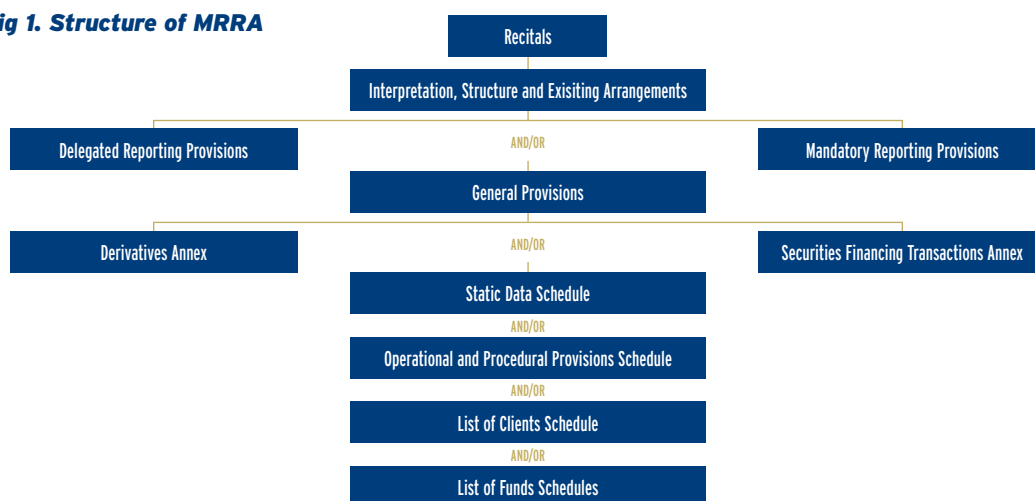 ig 1. Structure of MRRA
Recitals
Interpretation, Structure and Exisiting Arrangements
Delegated Reporting Provisions
AND/OR
Mandatory Reporting Provisions
General Provisions
Derivatives Annex
AND/OR
Securities Financing Transactions Annex
Static Data Schedule
AND/OR
Operational and Procedural Provisions Schedule
AND/OR
List of Clients Schedule
AND/OR
List of Funds Schedules